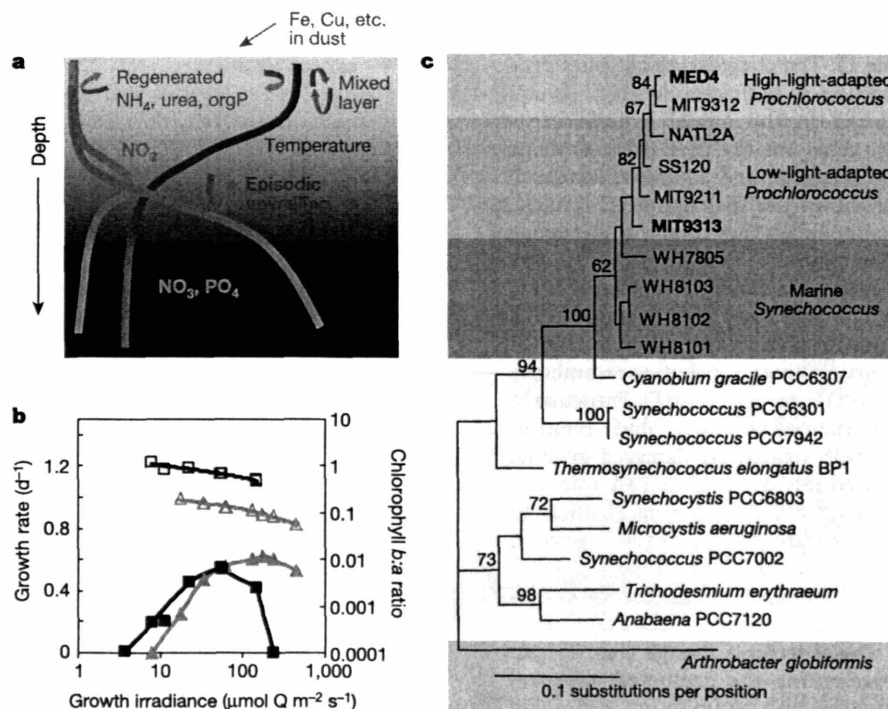 Fe, Cu, etc.
in dust
a
Regenerated
NH₄, urea, orgP
Mixed
layer
NO₂
Temperature
Depth
Episodic
NO₃, PO₄
b
Growth rate (d⁻¹)
1.2
0.8
0.4
0
10
1
0.1
0.01
0.001
0.0001
Chlorophyll b:a ratio
1
10
100
1,000
Growth irradiance (μmol Q m⁻² s⁻¹)
c
84
MED4
High-light-adapted
67
MIT9312
Prochlorococcus
NATL2A
82
SS120
Low-light-adapted
MIT9211
Prochlorococcus
MIT9313
62
WH7805
WH8103
Marine
WH8102
Synechococcus
100
WH8101
94
Cyanobium gracile PCC6307
100
Synechococcus PCC6301
Synechococcus PCC7942
Thermosynechococcus elongatus BP1
72
Synechocystis PCC6803
Microcystis aeruginosa
73
Synechococcus PCC7002
98
Trichodesmium erythraeum
Anabaena PCC7120
Arthrobacter globiformis
0.1 substitutions per position